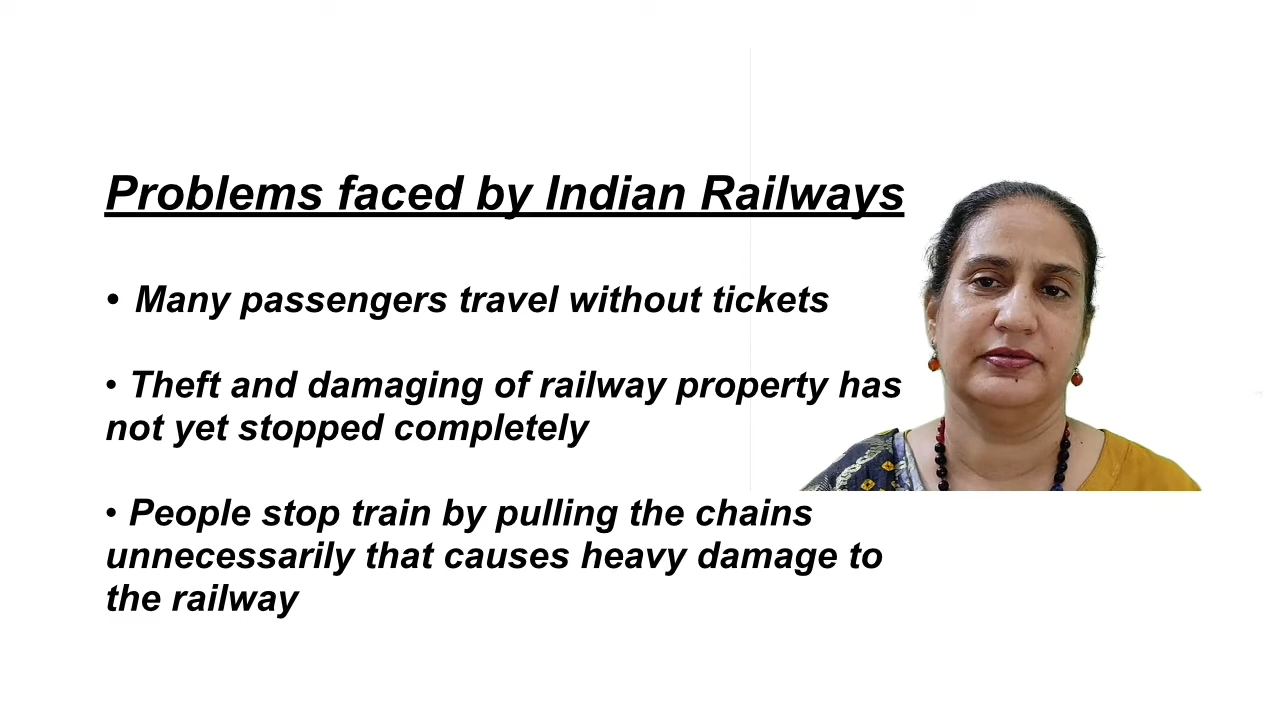 Problems faced by Indian Railways
• Many passengers travel without tickets
• Theft and damaging of railway property has
not yet stopped completely
• People stop train by pulling the chains
unnecessarily that causes heavy damage to
the railway